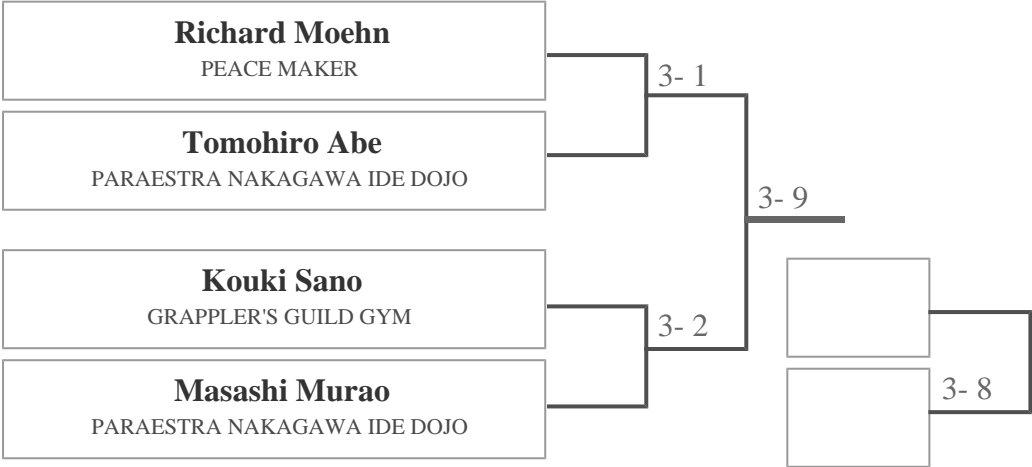 Richard Moehn
PEACE MAKER
3- 1
Tomohiro Abe
PARAESTRA NAKAGAWA IDE DOJO
3- 9
Kouki Sano
GRAPPLER'S GUILD GYM
3- 2
Masashi Murao
PARAESTRA NAKAGAWA IDE DOJO
3- 8